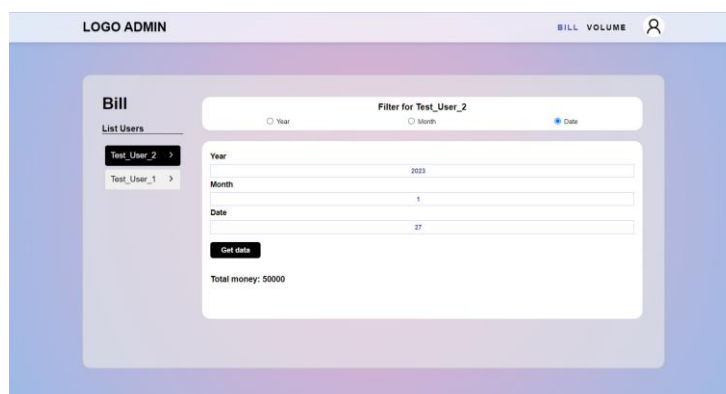 LOGO ADMIN
BILL VOLUME
Bill
List Users
Test_User_2 >
Test_User_1 >
Filter for Test_User_2
Year Month Date
Year
2023
Month
1
Date
27
Get data
Total money: 50000